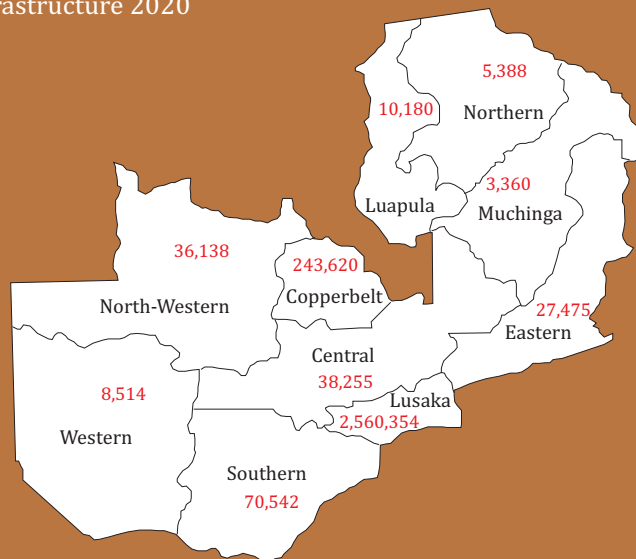 2020
5,388
10,180
Northern
3,360
Luapula
Muchinga
36,138
243,620
North-Western
Copperbelt
27,475
Eastern
Central
38,255
8,514
Lusaka
2,560,354
Western
Southern
70,542